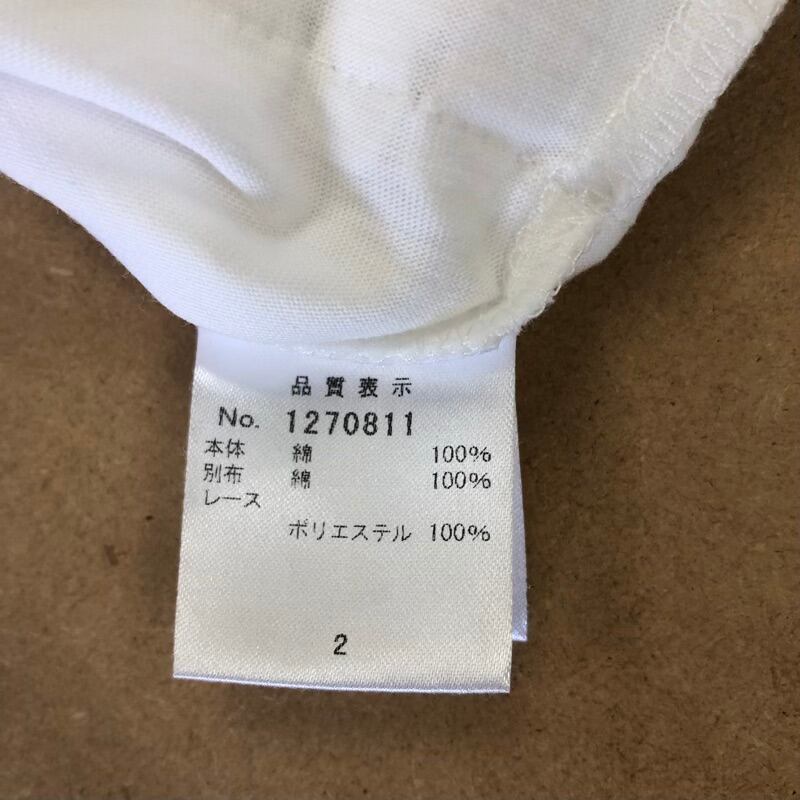 品質表示
No. 1270811
本体 綿 100%
別布 綿 100%
レース
ポリエステル 100%
2